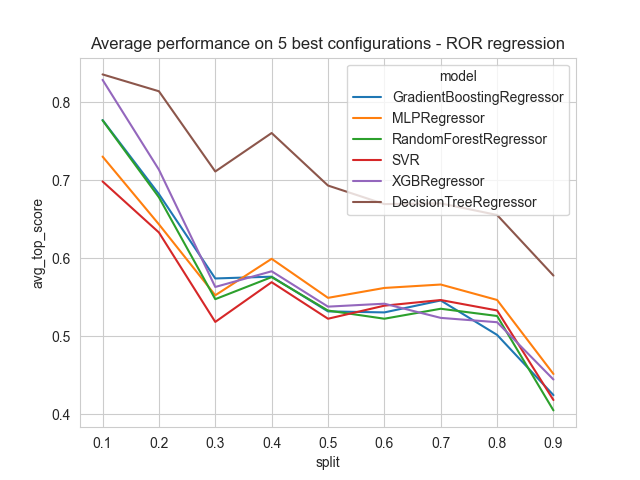 Average performance on 5 best configurations - ROR regression
model
GradientBoostingRegressor
MLPRegressor
RandomForestRegressor
SVR
XGBRegressor
DecisionTreeRegressor
avg_top_score
0.8
0.7
0.6
0.5
0.4
0.1 0.2 0.3 0.4 0.5 0.6 0.7 0.8 0.9
split